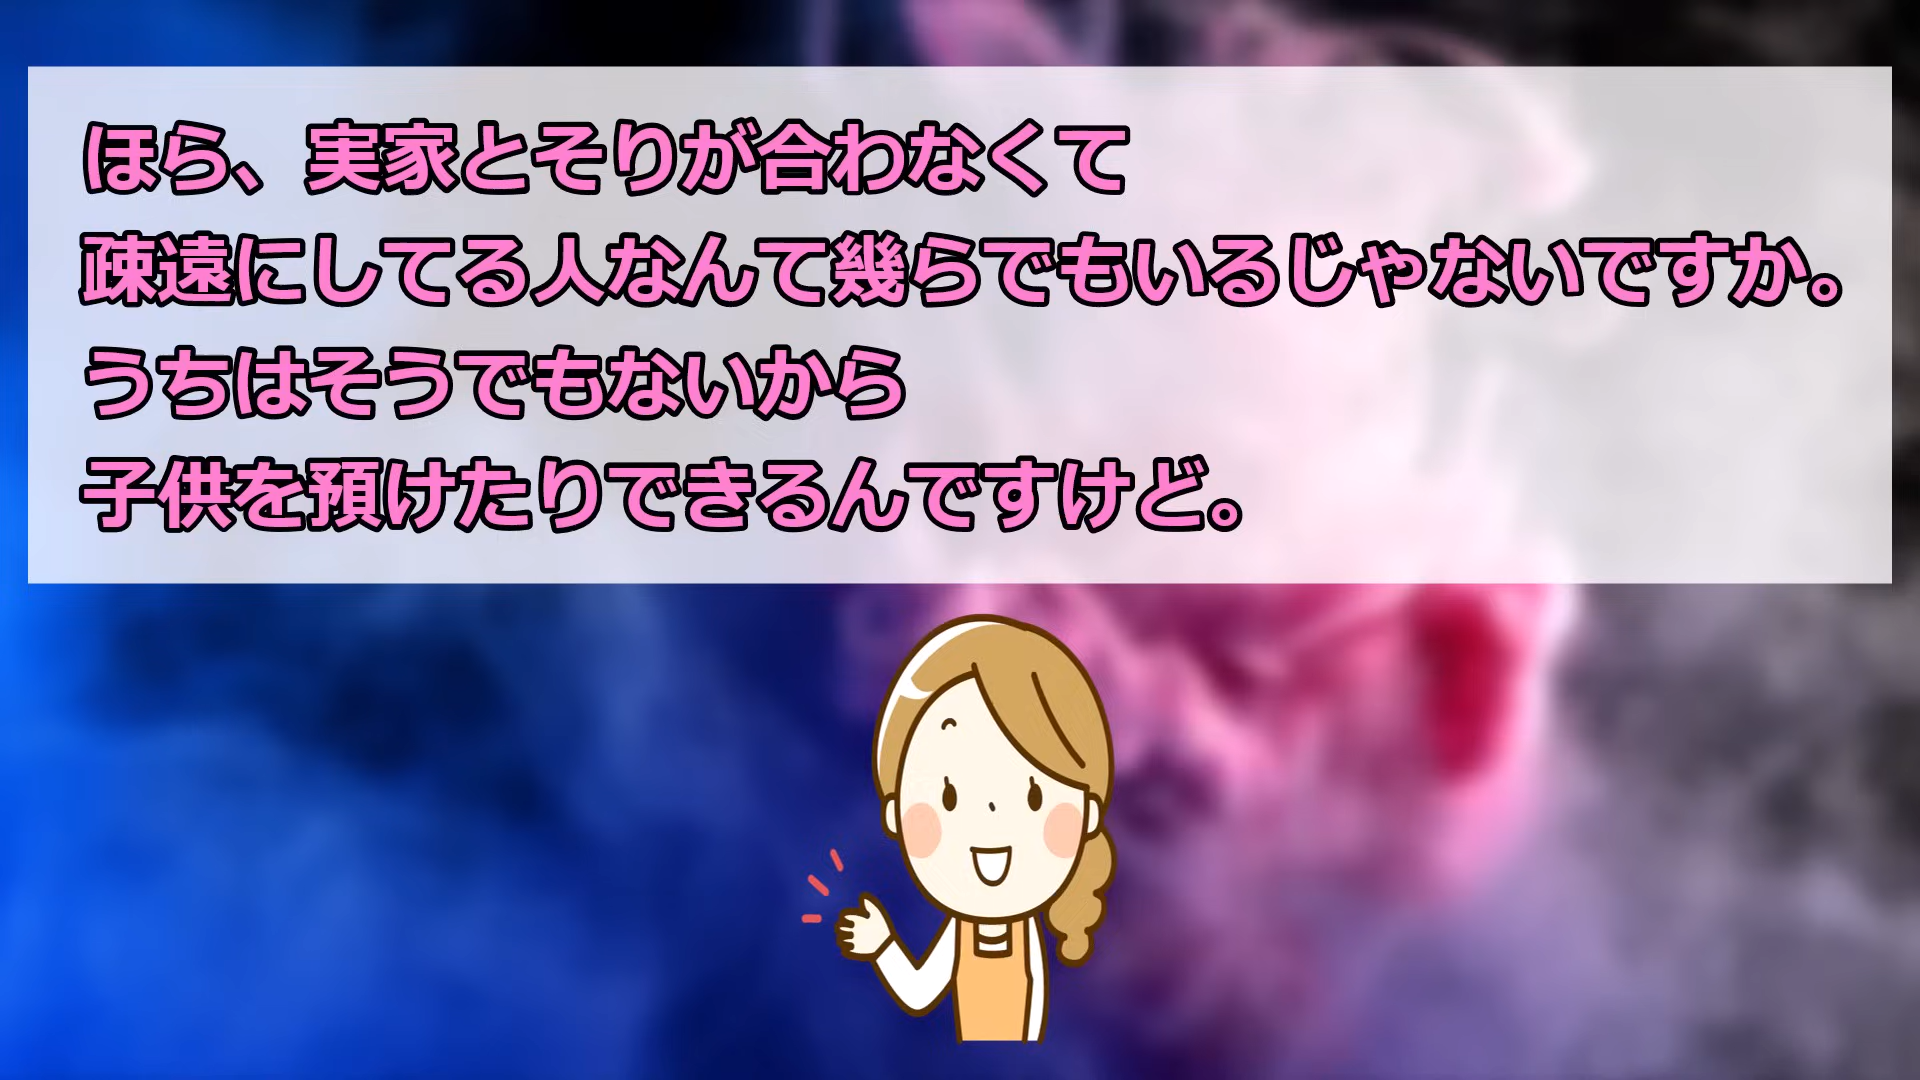 ほら、実家とそりが合わなくて
疎遠にしてる人なんて幾らでもいるじゃないですか。
うちはそうでもないから
子供を預けたりできるんですけど。